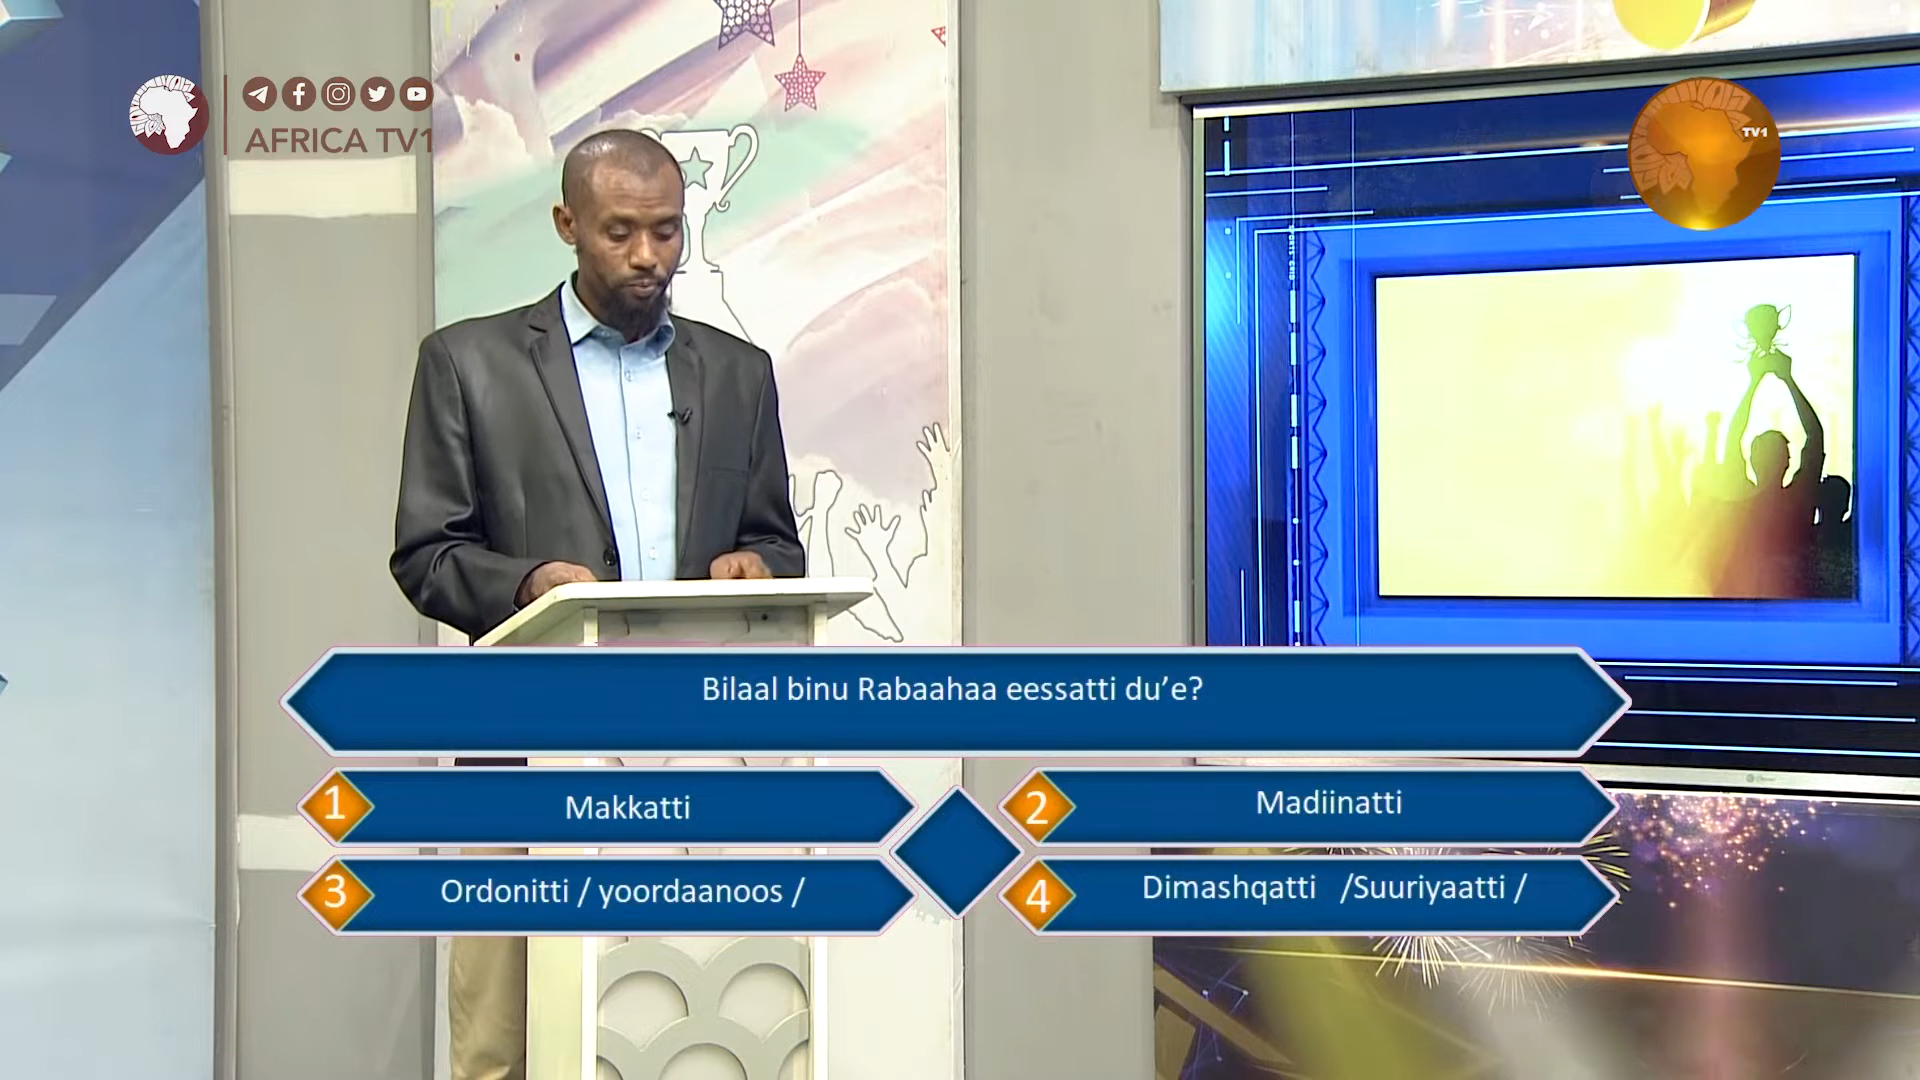 AFRICA TV1
TV1
Bilaal binu Rabaahaa eessatti du’e?
1 Makkatti
2 Madiinatti
3 Ordonitti / yoordaanoos /
4 Dimashqatti /Suuriyaatti /